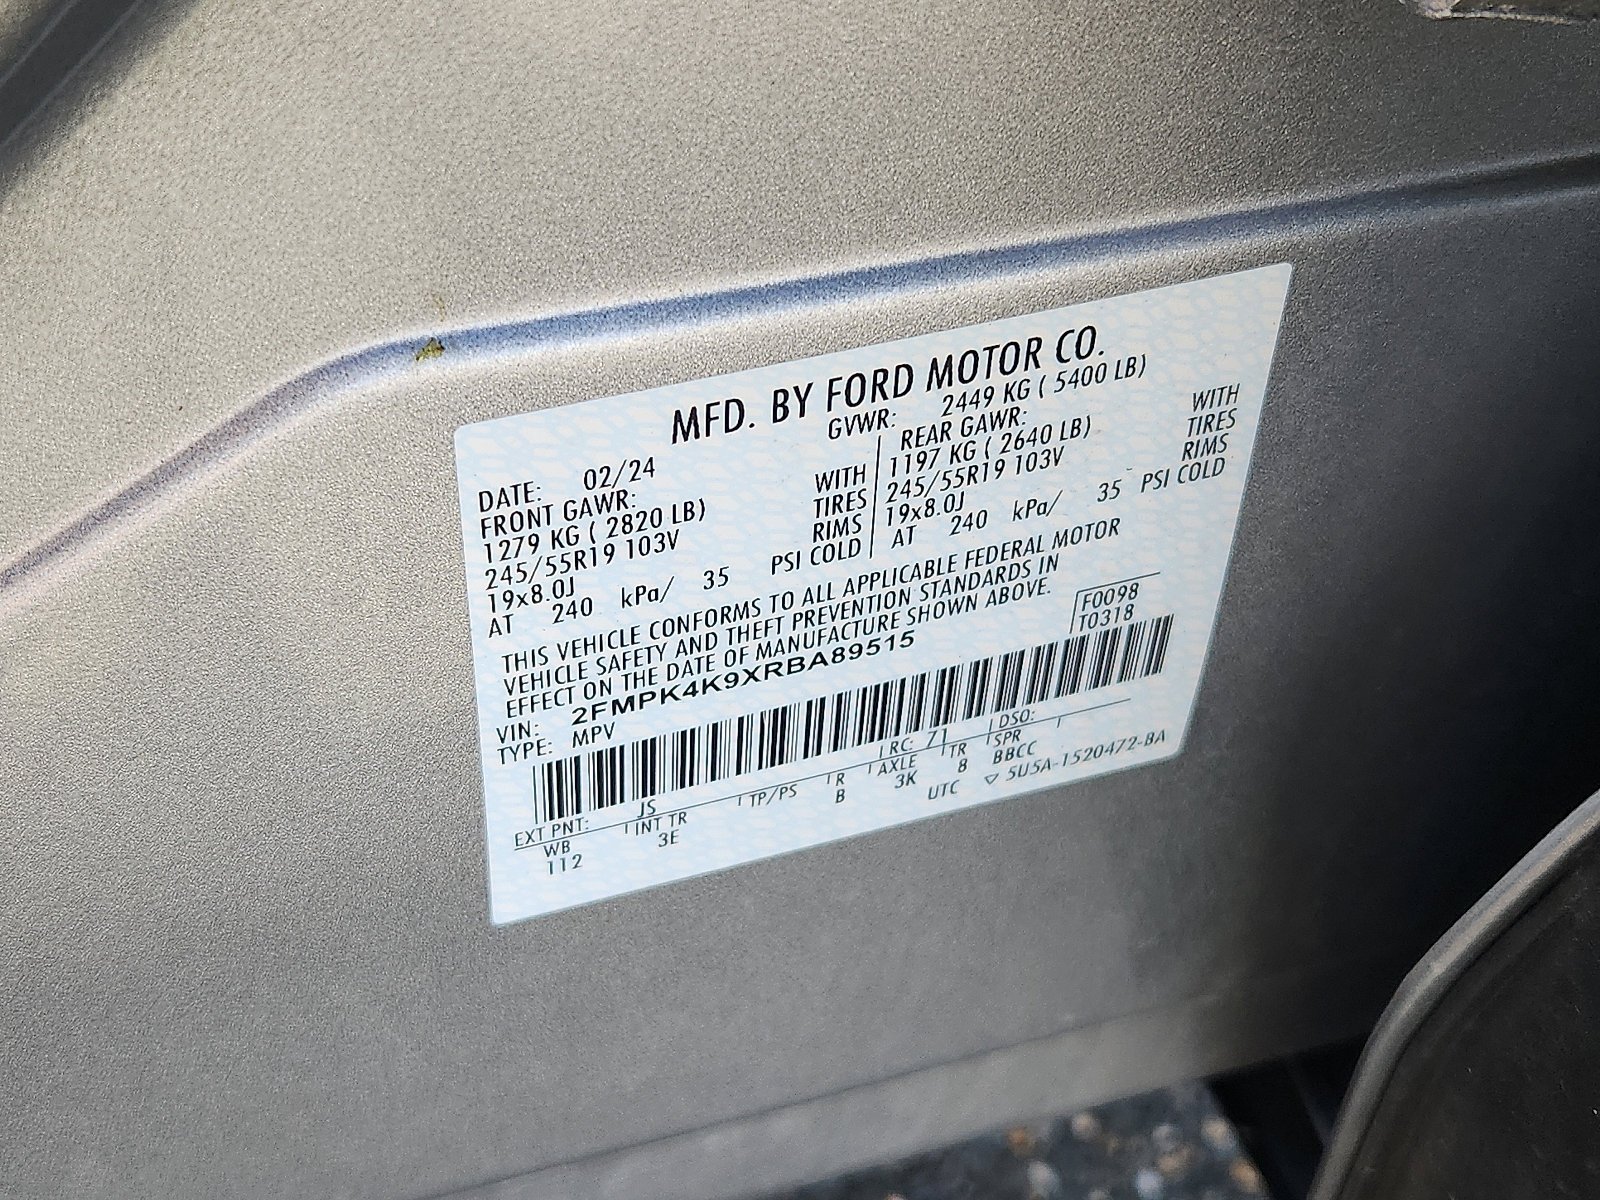 MFD. BY FORD MOTOR CO.
DATE: 02/24 GVWR: 2449 KG ( 5400 LB)
FRONT GAWR: WITH
1279 KG ( 2820 LB) TIRES
245/55R19 103V RIMS
19x8.0J PSI COLD
AT 240 kPa/ 35
REAR GAWR: WITH
1197 KG ( 2640 LB) TIRES
245/55R19 103V RIMS
19x8.0J PSI COLD
AT 240 kPa/ 35
THIS VEHICLE CONFORMS TO ALL APPLICABLE FEDERAL MOTOR
VEHICLE SAFETY AND THEFT PREVENTION STANDARDS IN
EFFECT ON THE DATE OF MANUFACTURE SHOWN ABOVE.
VIN: 2FMPK4K9XRBA89515
TYPE: MPV
F0098
T0318
EXT PNT: JS RC: 71 DSO:
WB INT TR TP/PS R AXLE TR SPR
112 3E B 3K 8 BBCC
UTC ▽ 5U5A-1520472-BA